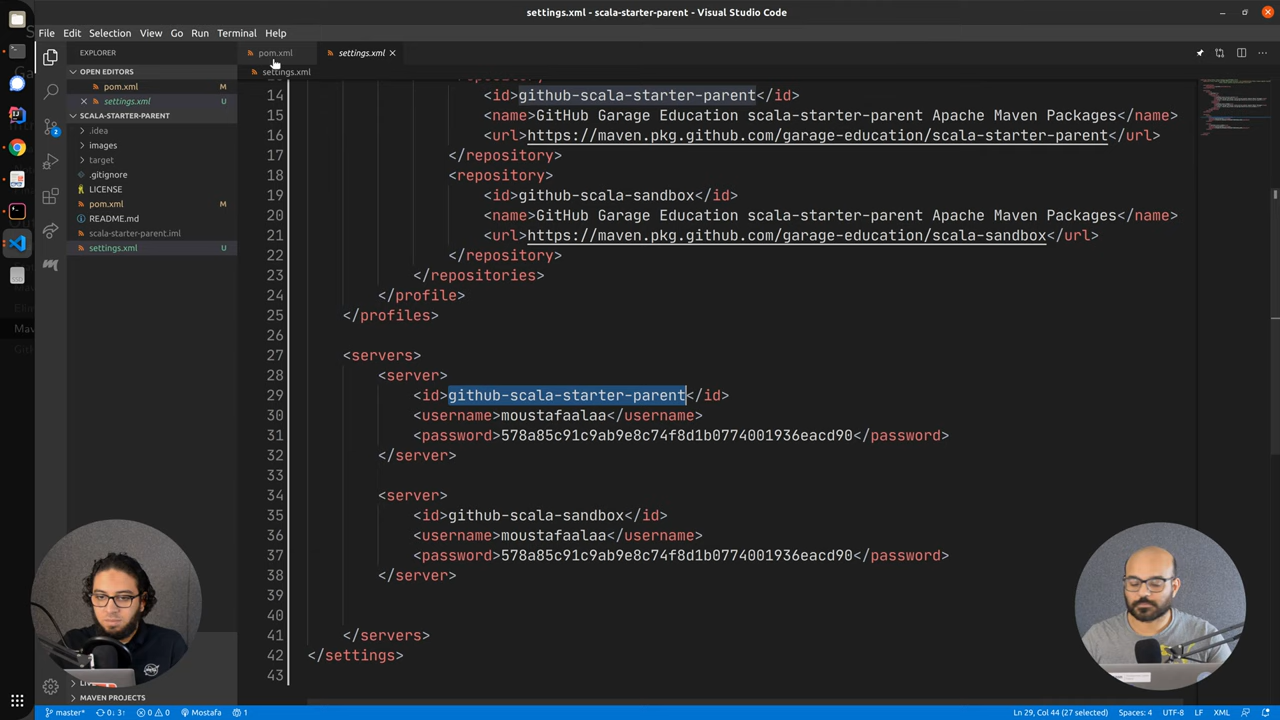 settings.xml - scala-starter-parent - Visual Studio Code
File Edit Selection View Go Run Terminal Help
EXPLORER
pom.xml
settings.xml
OPEN EDITORS
settings.xml
pom.xml M
settings.xml U
SCALA-STARTER-PARENT
.idea
images
target
.gitignore
LICENSE
pom.xml M
README.md
scala-starter-parent.iml
settings.xml U
14 <id>github-scala-starter-parent</id>
15 <name>GitHub Garage Education scala-starter-parent Apache Maven Packages</name>
16 <url>https://maven.pkg.github.com/garage-education/scala-starter-parent</url>
17 </repository>
18 <repository>
19 <id>github-scala-sandbox</id>
20 <name>GitHub Garage Education scala-starter-parent Apache Maven Packages</name>
21 <url>https://maven.pkg.github.com/garage-education/scala-sandbox</url>
22 </repository>
23 </repositories>
24 </profile>
25 </profiles>
26
27 <servers>
28 <server>
29 <id>github-scala-starter-parent</id>
30 <username>moustafaalaa</username>
31 <password>578a85c91c9ab9e8c74f8d1b0774001936eacd90</password>
32 </server>
33
34 <server>
35 <id>github-scala-sandbox</id>
36 <username>moustafaalaa</username>
37 <password>578a85c91c9ab9e8c74f8d1b0774001936eacd90</password>
38 </server>
39
40
41 </servers>
42 </settings>
43
MAVEN PROJECTS
master* 0↓ 3↑ 0 0 Mostafa 1
Ln 29, Col 44 (27 selected) Spaces: 4 UTF-8 LF XML